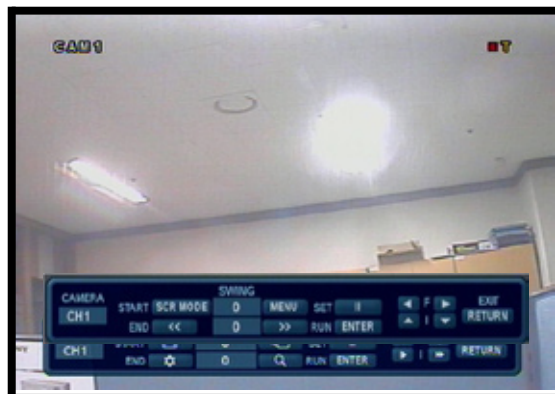 CAM1 T
SWING
CAMERA START SCR MODE 0 MENU SET II F EXIT
CH1 END << 0 >> RUN ENTER I RETURN
CH1 END 0 RUN ENTER I RETURN